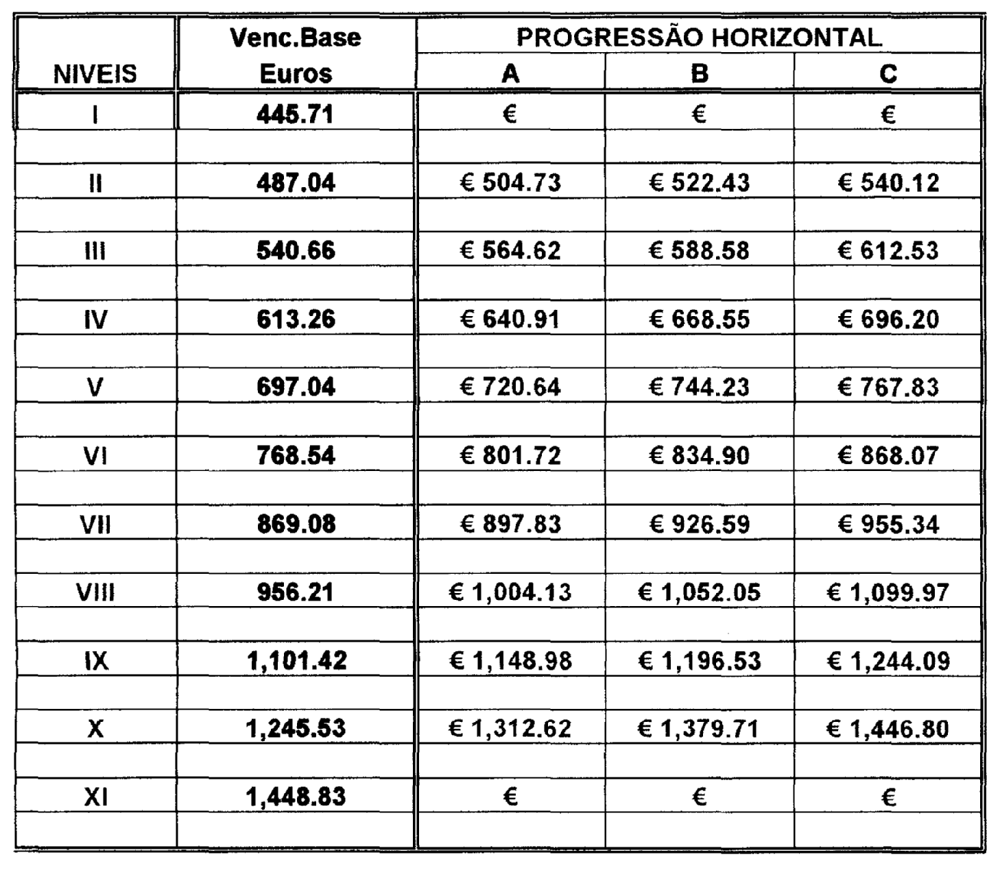 NIVEIS Venc.Base Euros PROGRESSÃO HORIZONTAL
A B C
I 445.71 € € €
II 487.04 € 504.73 € 522.43 € 540.12
III 540.66 € 564.62 € 588.58 € 612.53
IV 613.26 € 640.91 € 668.55 € 696.20
V 697.04 € 720.64 € 744.23 € 767.83
VI 768.54 € 801.72 € 834.90 € 868.07
VII 869.08 € 897.83 € 926.59 € 955.34
VIII 956.21 € 1,004.13 € 1,052.05 € 1,099.97
IX 1,101.42 € 1,148.98 € 1,196.53 € 1,244.09
X 1,245.53 € 1,312.62 € 1,379.71 € 1,446.80
XI 1,448.83 € € €